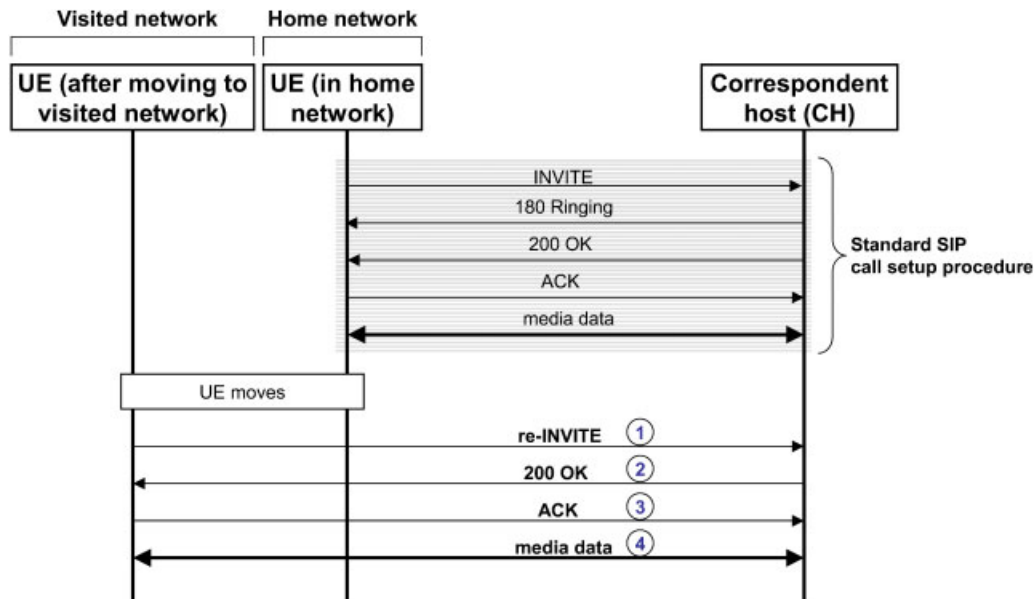 Visited network
Home network
UE (after moving to
visited network)
UE (in home
network)
Correspondent
host (CH)
INVITE
180 Ringing
200 OK
ACK
media data
Standard SIP
call setup procedure
UE moves
re-INVITE 1
200 OK 2
ACK 3
media data 4